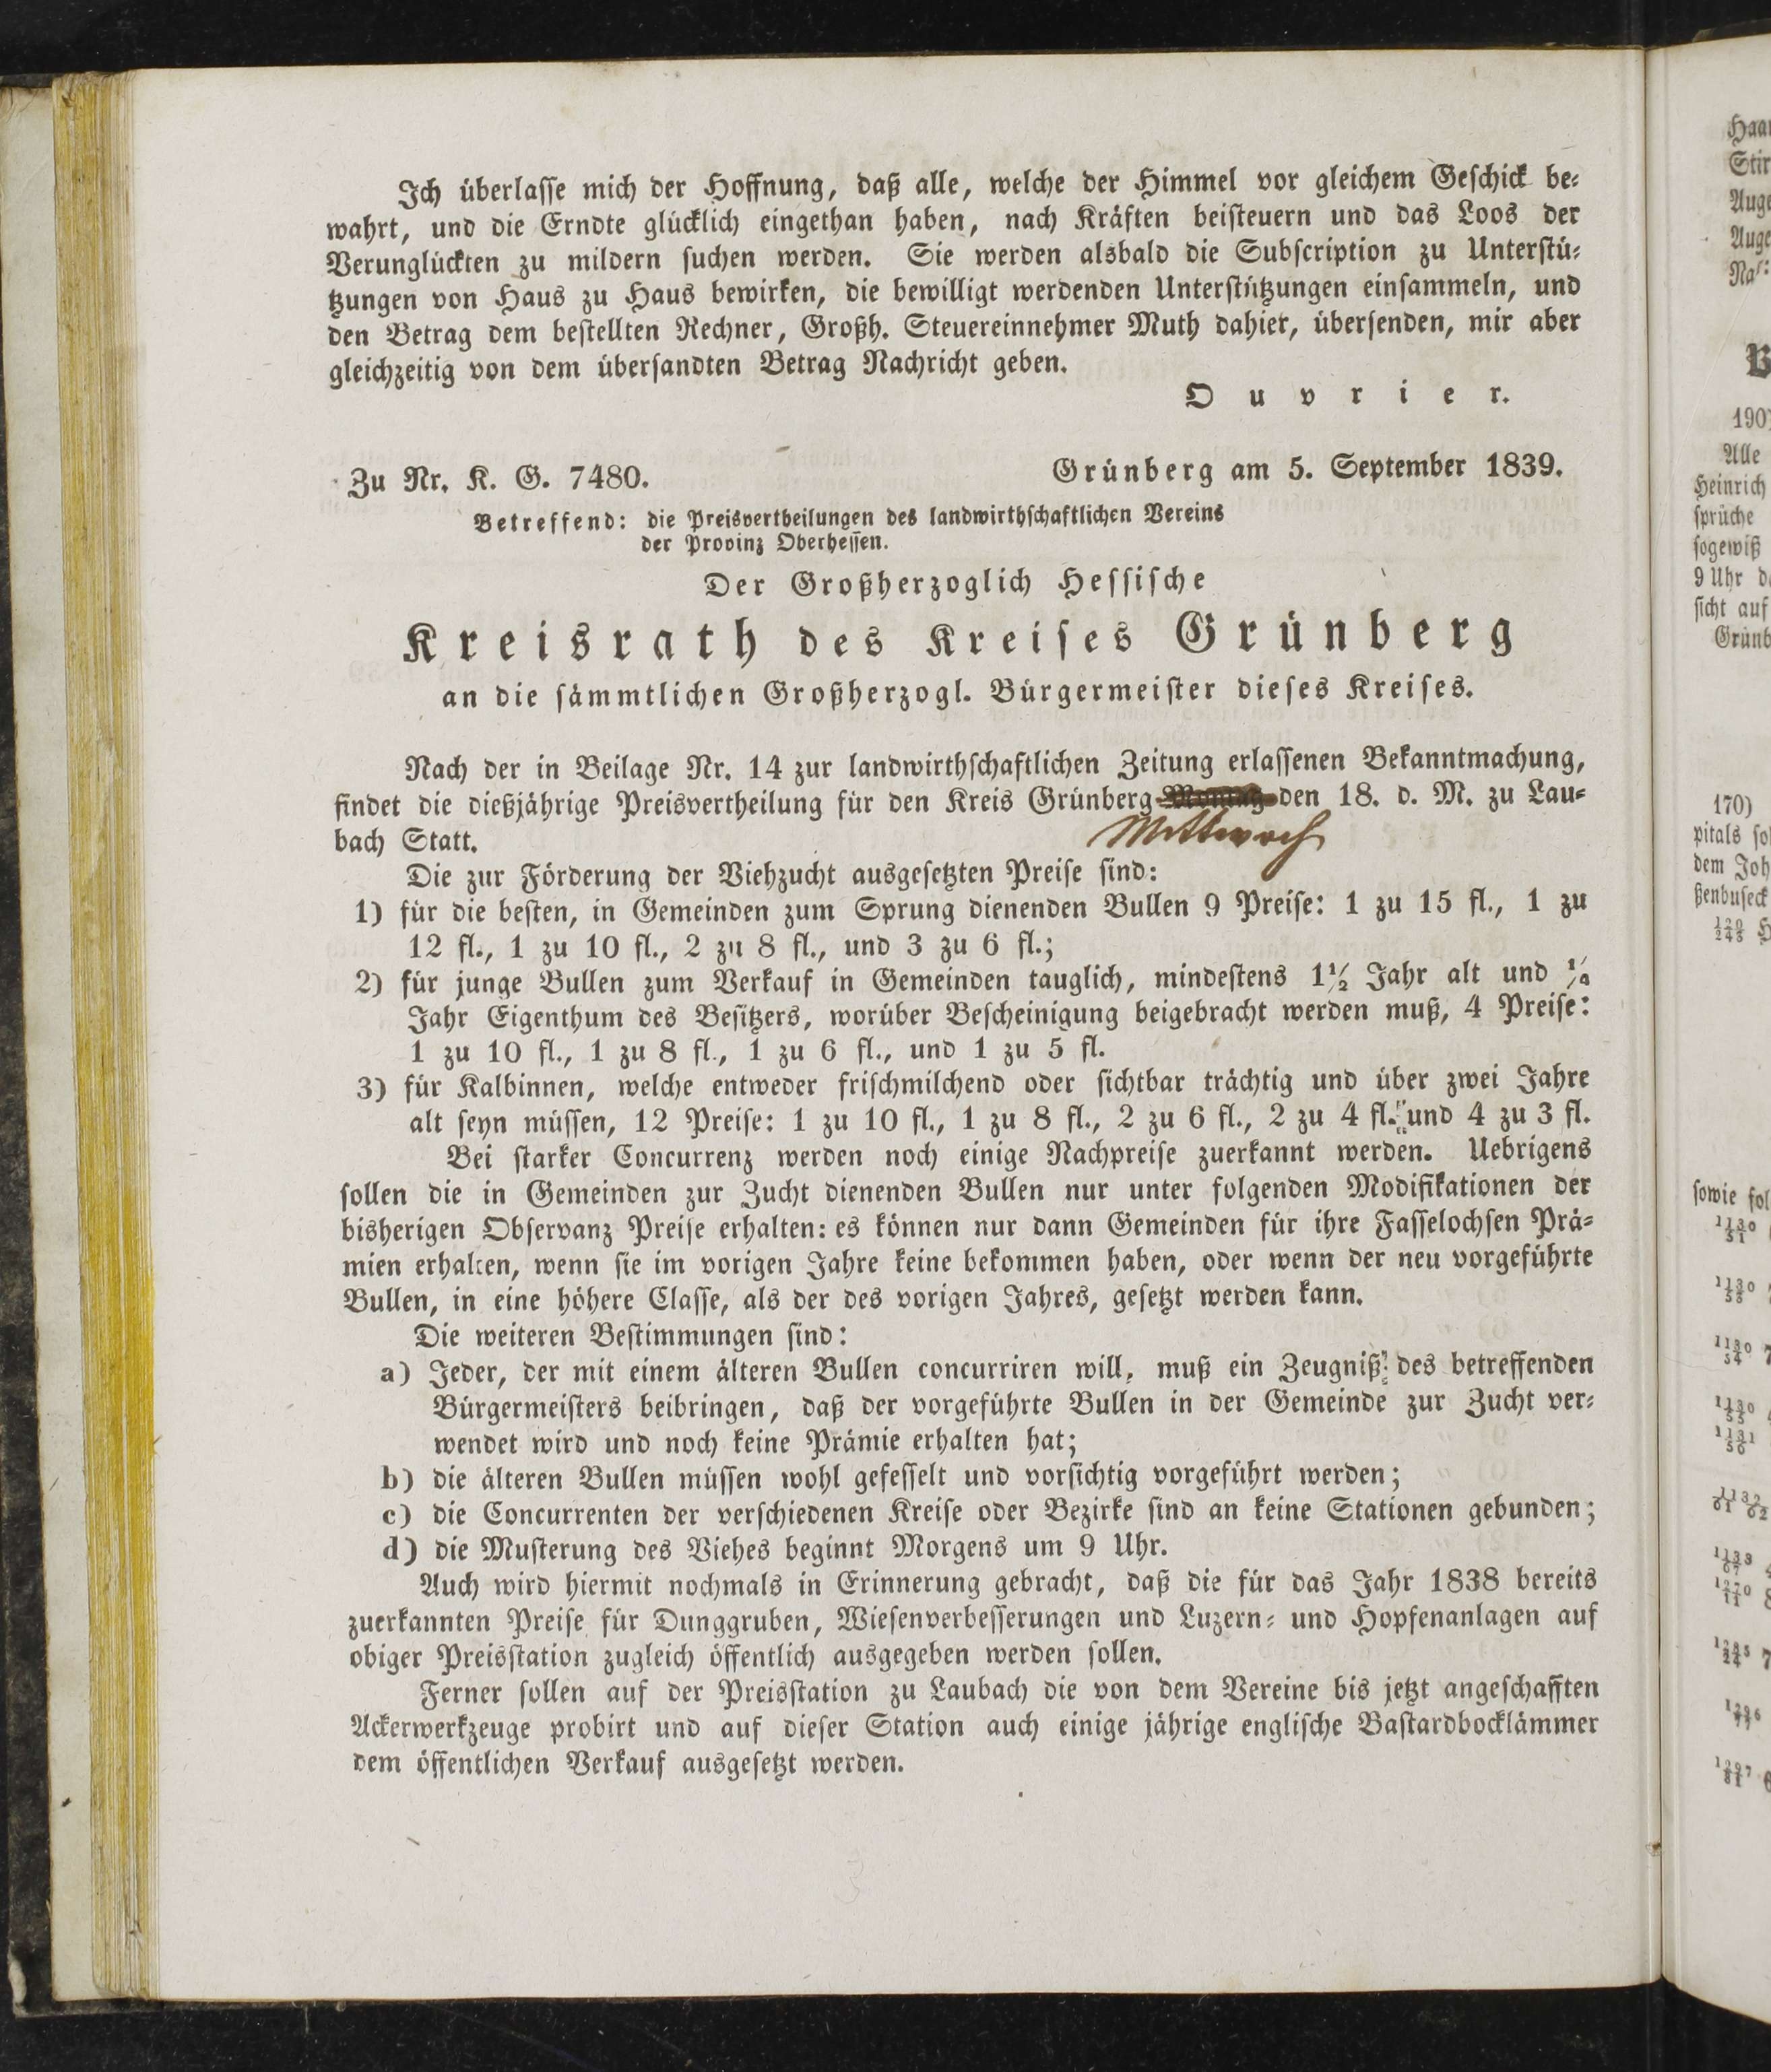 Ich überlasse mich der Hoffnung, daß alle, welche der Himmel vor gleichem Geschick be-
wahrt, und die Erndte glücklich eingethan haben, nach Kräften beisteuern und das Loos der
Verunglückten zu mildern suchen werden. Sie werden alsbald die Subscription zu Unterstü-
tzungen von Haus zu Haus bewirken, die bewilligt werdenden Unterstützungen einsammeln, und
den Betrag dem bestellten Rechner, Großh. Steuereinnehmer Muth dahier, übersenden, mir aber
gleichzeitig von dem übersandten Betrag Nachricht geben.
Ouvrier.
Zu Nr. K. G. 7480. Grünberg am 5. September 1839.
Betreffend: die Preisvertheilungen des landwirthschaftlichen Vereins
der Provinz Oberhessen.
Der Großherzoglich Hessische
Kreisrath des Kreises Grünberg
an die sämmtlichen Großherzogl. Bürgermeister dieses Kreises.
Nach der in Beilage Nr. 14 zur landwirthschaftlichen Zeitung erlassenen Bekanntmachung,
findet die dießjährige Preisvertheilung für den Kreis Grünberg Montag den 18. d. M. zu Lau-
Mittwoch
bach Statt.
Die zur Förderung der Viehzucht ausgesetzten Preise sind:
1) für die besten, in Gemeinden zum Sprung dienenden Bullen 9 Preise: 1 zu 15 fl., 1 zu
12 fl., 1 zu 10 fl., 2 zu 8 fl., und 3 zu 6 fl.;
2) für junge Bullen zum Verkauf in Gemeinden tauglich, mindestens 1½ Jahr alt und
Jahr Eigenthum des Besitzers, worüber Bescheinigung beigebracht werden muß, 4 Preise:
1 zu 10 fl., 1 zu 8 fl., 1 zu 6 fl., und 1 zu 5 fl.
3) für Kalbinnen, welche entweder frischmilchend oder sichtbar trächtig und über zwei Jahre
alt seyn müssen, 12 Preise: 1 zu 10 fl., 1 zu 8 fl., 2 zu 6 fl., 2 zu 4 fl. und 4 zu 3 fl.
Bei starker Concurrenz werden noch einige Nachpreise zuerkannt werden. Uebrigens
sollen die in Gemeinden zur Zucht dienenden Bullen nur unter folgenden Modifikationen der
bisherigen Observanz Preise erhalten: es können nur dann Gemeinden für ihre Fasselochsen Prä-
mien erhalten, wenn sie im vorigen Jahre keine bekommen haben, oder wenn der neu vorgeführte
Bullen, in eine höhere Classe, als der des vorigen Jahres, gesetzt werden kann.
Die weiteren Bestimmungen sind:
a) Jeder, der mit einem älteren Bullen concurriren will, muß ein Zeugniß des betreffenden
Bürgermeisters beibringen, daß der vorgeführte Bullen in der Gemeinde zur Zucht ver-
wendet wird und noch keine Prämie erhalten hat;
b) die älteren Bullen müssen wohl gefesselt und vorsichtig vorgeführt werden;
c) die Concurrenten der verschiedenen Kreise oder Bezirke sind an keine Stationen gebunden;
d) die Musterung des Viehes beginnt Morgens um 9 Uhr.
Auch wird hiermit nochmals in Erinnerung gebracht, daß die für das Jahr 1838 bereits
zuerkannten Preise für Dunggruben, Wiesenverbesserungen und Luzern- und Hopfenanlagen auf
obiger Preisstation zugleich öffentlich ausgegeben werden sollen.
Ferner sollen auf der Preisstation zu Laubach die von dem Vereine bis jetzt angeschafften
Ackerwerkzeuge probirt und auf dieser Station auch einige jährige englische Bastardbocklämmer
dem öffentlichen Verkauf ausgesetzt werden.
Alle
Heinrich
sprüche
sogewiß
9 Uhr
sicht auf
170)
pitals
dem
sowie